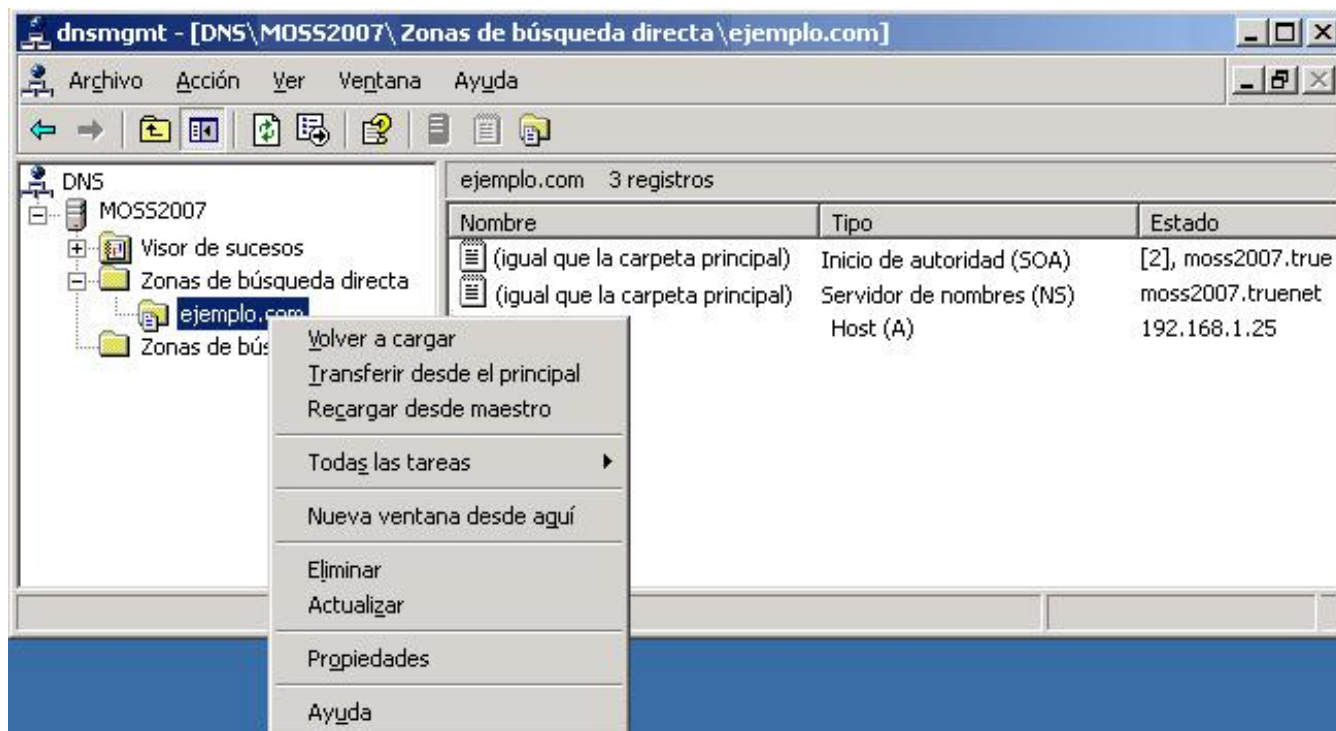 dnsmgmt - [DNS\MOSS2007\Zonas de búsqueda directa\ejemplo.com]
Archivo Acción Ver Ventana Ayuda
DNS
MOSS2007
Visor de sucesos
Zonas de búsqueda directa
ejemplo.com
Zonas de
ejemplo.com 3 registros
Nombre Tipo Estado
(igual que la carpeta principal) Inicio de autoridad (SOA) [2], moss2007.true
(igual que la carpeta principal) Servidor de nombres (NS) moss2007.truenet
Host (A) 192.168.1.25
Volver a cargar
Transferir desde el principal
Recargar desde maestro
Todas las tareas
Nueva ventana desde aquí
Eliminar
Actualizar
Propiedades
Ayuda